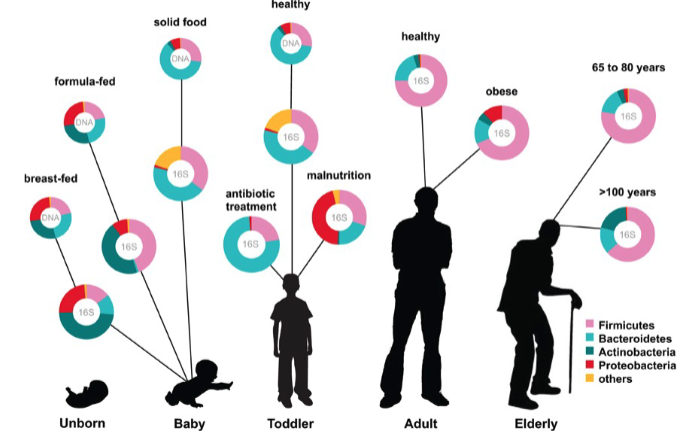 healthy
solid food
DNA
DNA
healthy
formula-fed
16S
obese
65 to 80 years
DNA
16S
16S
16S
16S
breast-fed
antibiotic
treatment
malnutrition
>100 years
DNA
16S
16S
16S
16S
16S
Firmicutes
Bacteroidetes
Actinobacteria
Proteobacteria
others
Unborn
Baby
Toddler
Adult
Elderly